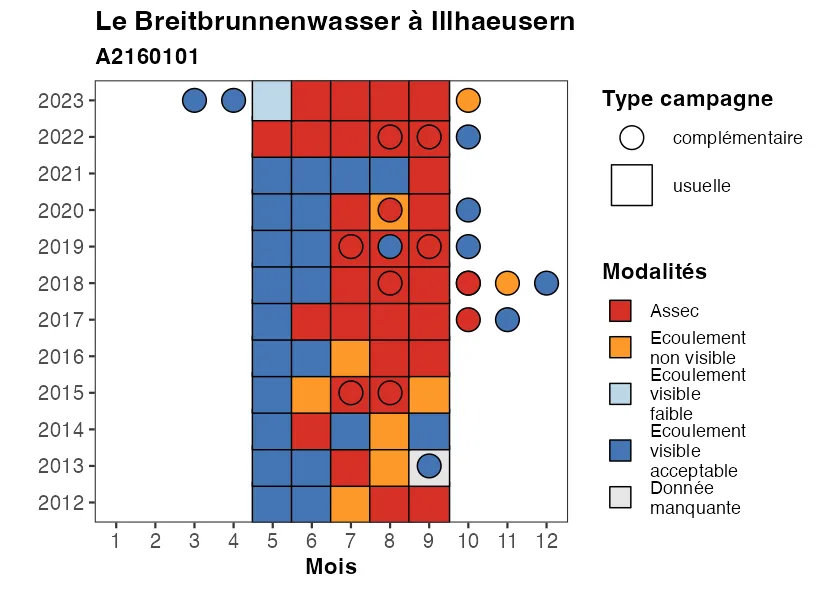 Le Breitbrunnenwasser à Illhaeusern
A2160101
2023
2022
2021
2020
2019
2018
2017
2016
2015
2014
2013
2012
1 2 3 4 5 6 7 8 9 10 11 12
Mois
Type campagne
complémentaire
usuelle
Modalités
Assec
Ecoulement
non visible
Ecoulement
visible
faible
Ecoulement
visible
acceptable
Donnée
manquante